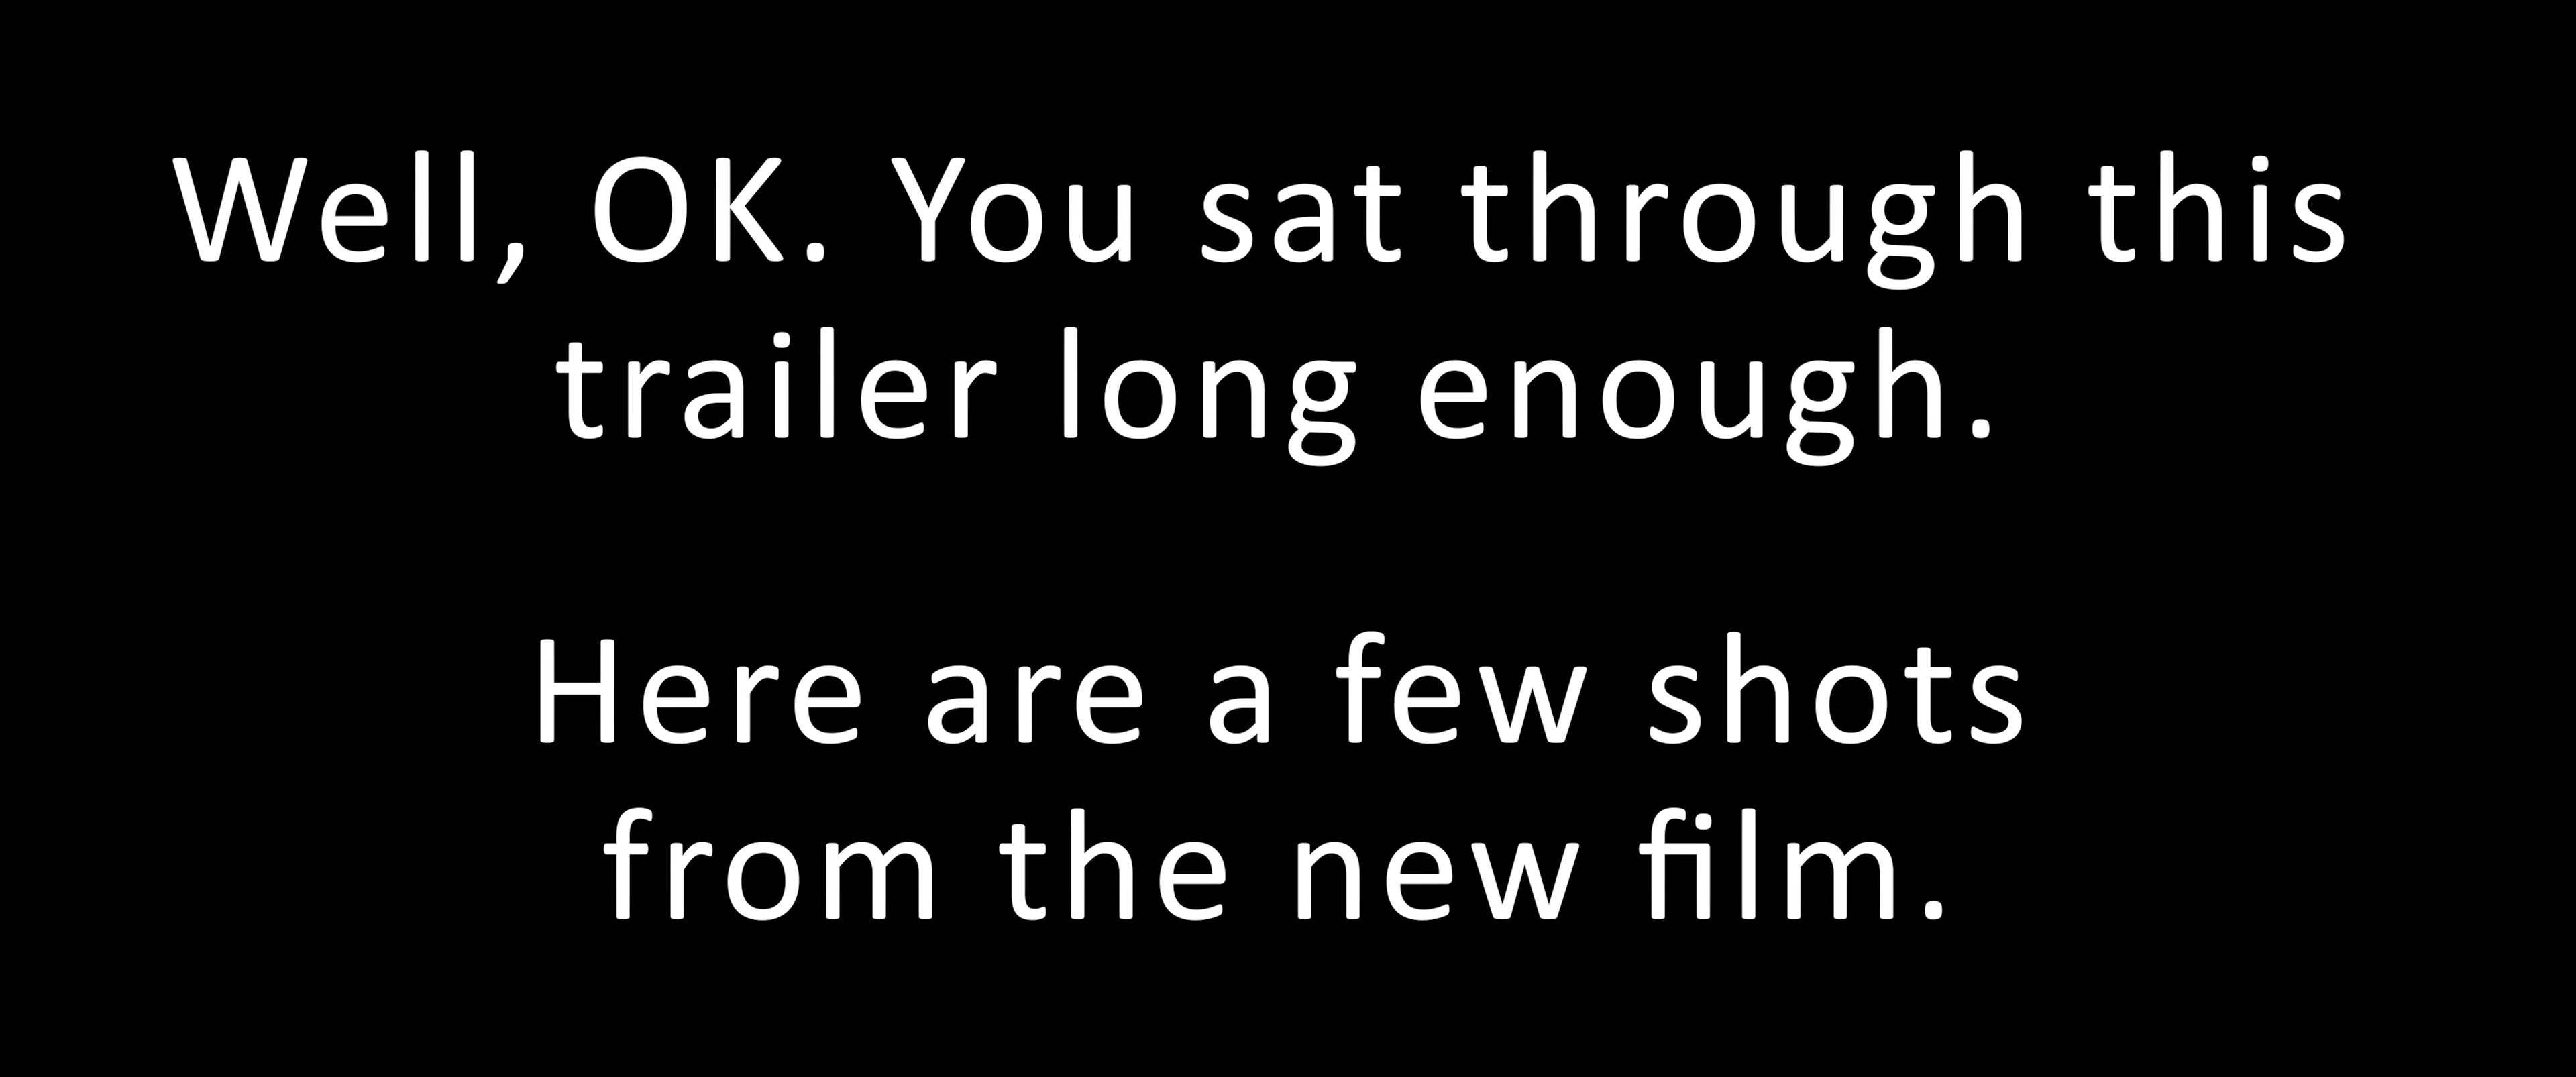 Well, OK. You sat through this
trailer long enough.
Here are a few shots
from the new film.